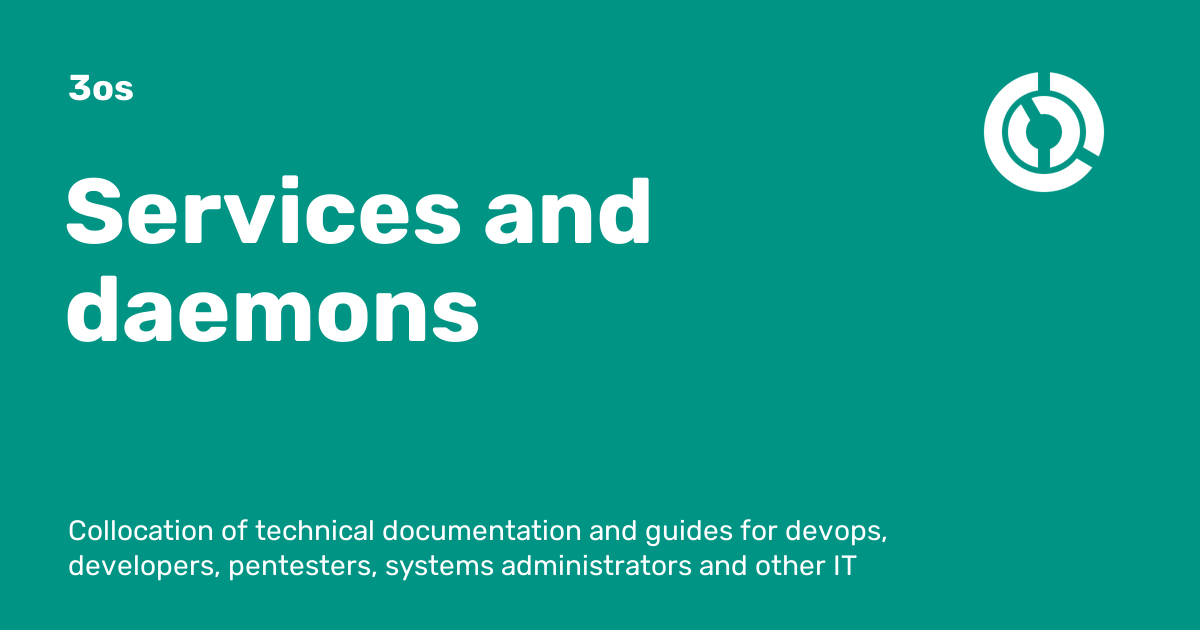 3os
Services and
daemons
Collocation of technical documentation and guides for devops,
developers, pentesters, systems administrators and other IT